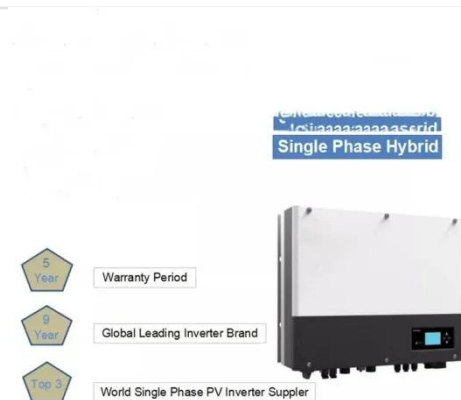 Single Phase Hybrid
5
Year
Warranty Period
9
Year
Global Leading Inverter Brand
Top 3
World Single Phase PV Inverter Suppler